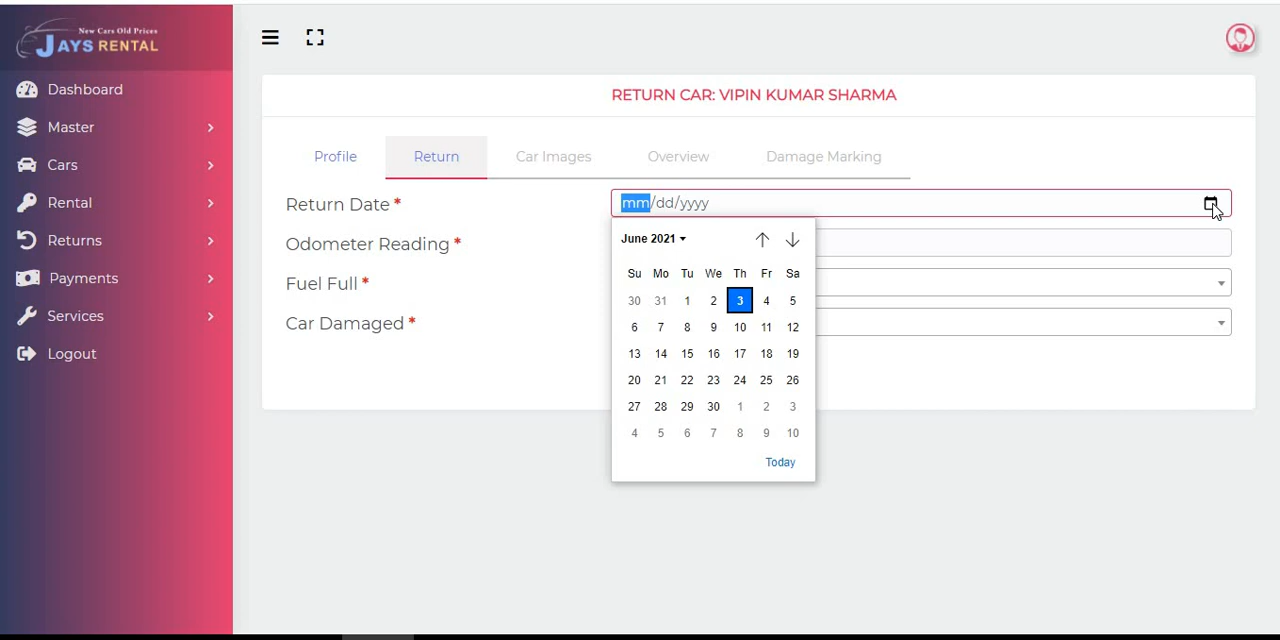 New Cars Old Prices
JAYS RENTAL
Dashboard
Master
Cars
Rental
Returns
Payments
Services
Logout
RETURN CAR: VIPIN KUMAR SHARMA
Profile Return Car Images Overview Damage Marking
Return Date * mm/dd/yyyy
Odometer Reading *
Fuel Full *
Car Damaged *
June 2021
Su Mo Tu We Th Fr Sa
30 31 1 2 3 4 5
6 7 8 9 10 11 12
13 14 15 16 17 18 19
20 21 22 23 24 25 26
27 28 29 30 1 2 3
4 5 6 7 8 9 10
Today